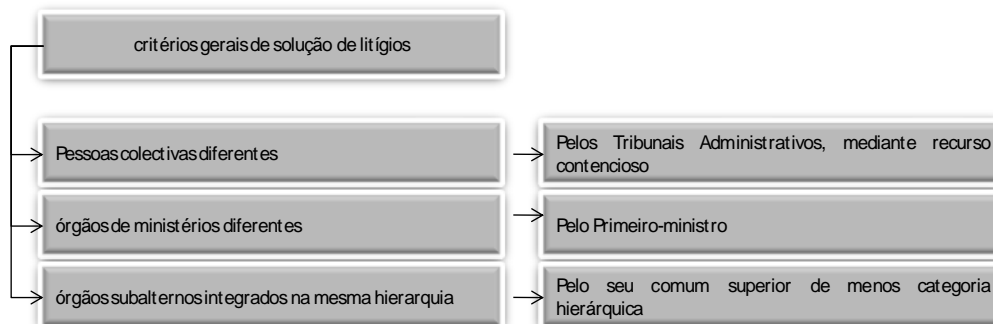 critérios gerais de solução de litígios
Pessoas colectivas diferentes
Pelos Tribunais Administrativos, mediante recurso
contencioso
órgãos de ministérios diferentes
Pelo Primeiro-ministro
órgãos subalternos integrados na mesma hierarquia
Pelo seu comum superior de menos categoria
hierárquica